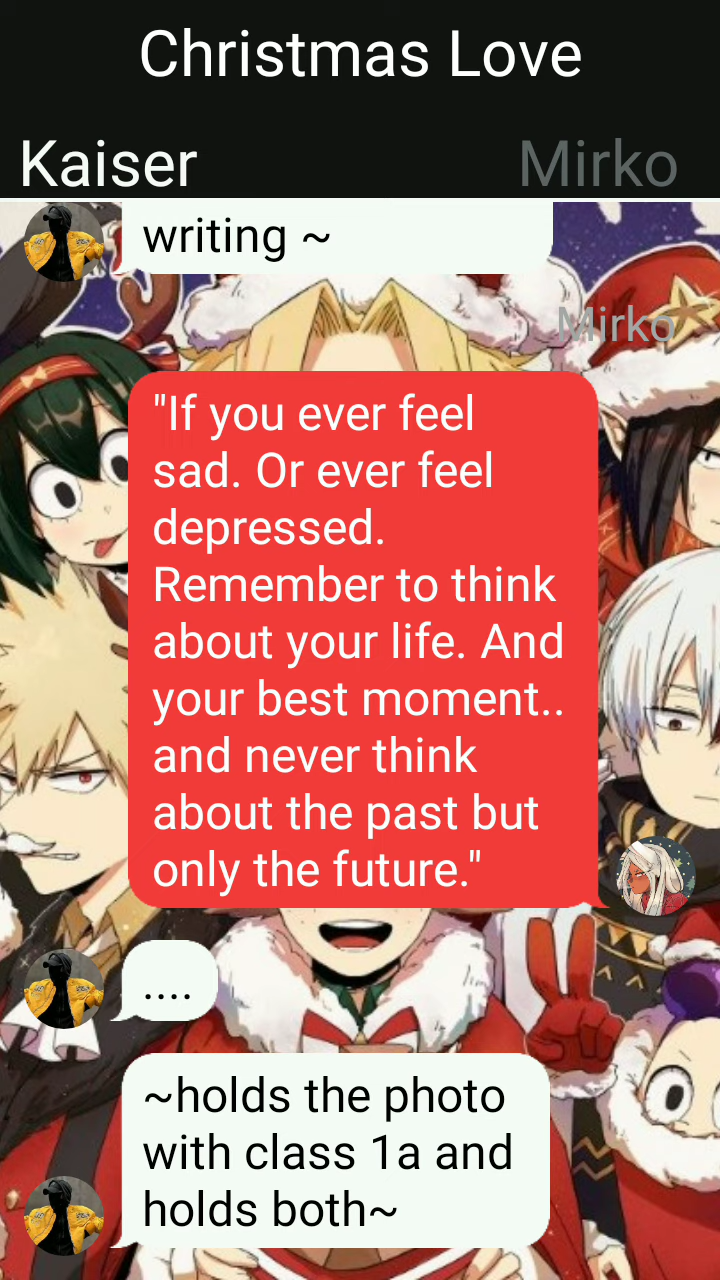 Christmas Love
Kaiser
Mirko
writing ~
Mirko
"If you ever feel
sad. Or ever feel
depressed.
Remember to think
about your life. And
your best moment..
and never think
about the past but
only the future."
....
~holds the photo
with class 1a and
holds both~